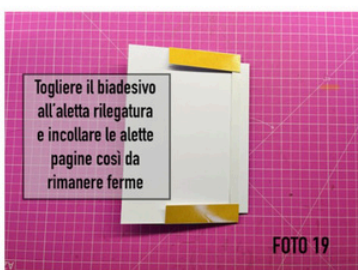 Togliere il biadesivo
all'aletta rilegatura
e incollare le alette
pagine così da
rimanere ferme
FOTO 19